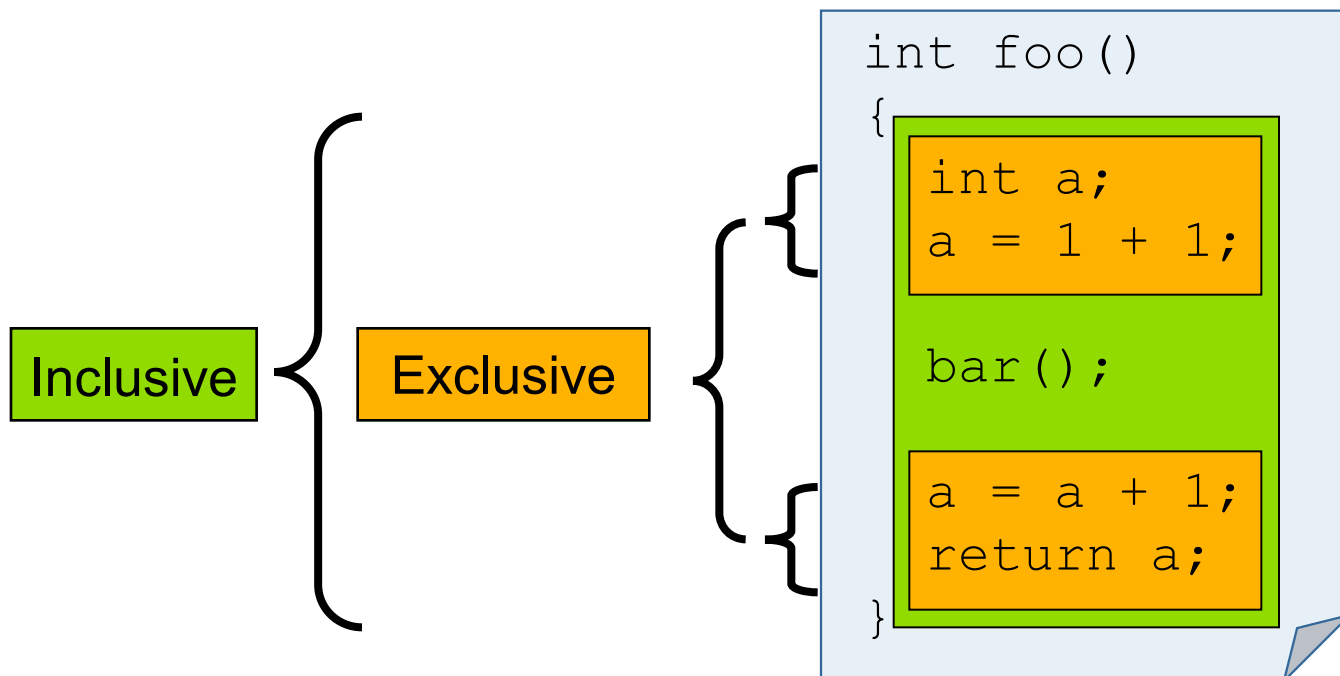 Inclusive
Exclusive
int foo()
{
int a;
a = 1 + 1;
bar();
a = a + 1;
return a;
}